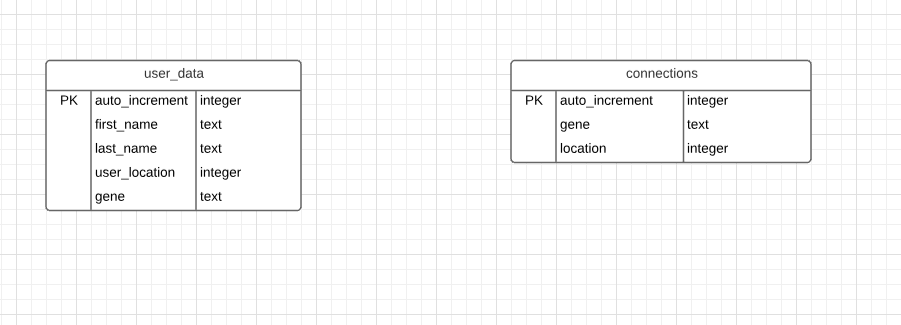 user_data
PK auto_increment integer
first_name text
last_name text
user_location integer
gene text
connections
PK auto_increment integer
gene text
location integer